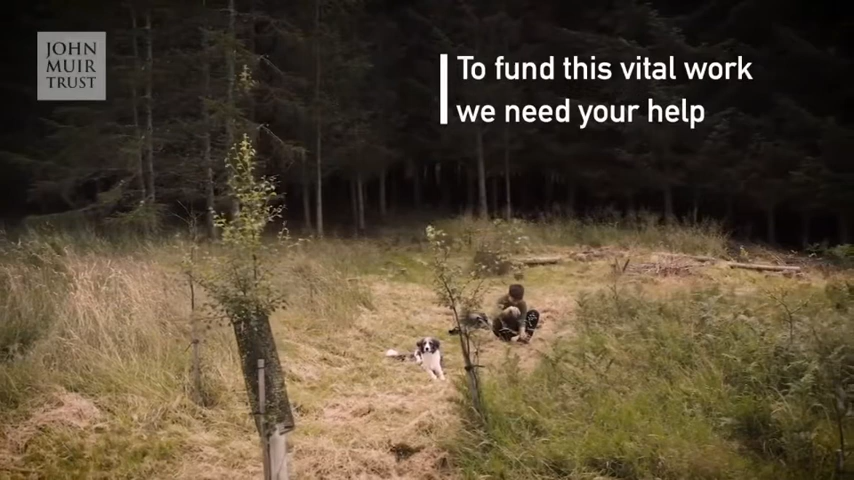 JOHN
MUIR
TRUST
To fund this vital work
we need your help